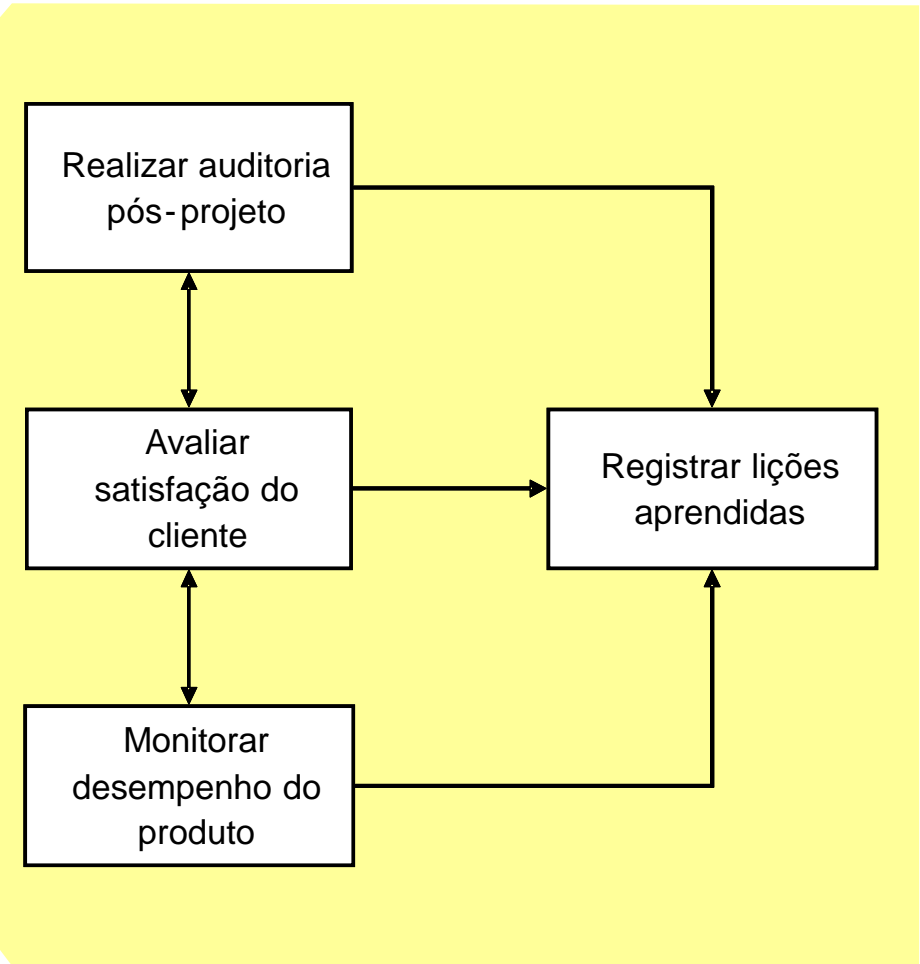 Realizar auditoria
pós-projeto
Avaliar
satisfação do
cliente
Registrar lições
aprendidas
Monitorar
desempenho do
produto